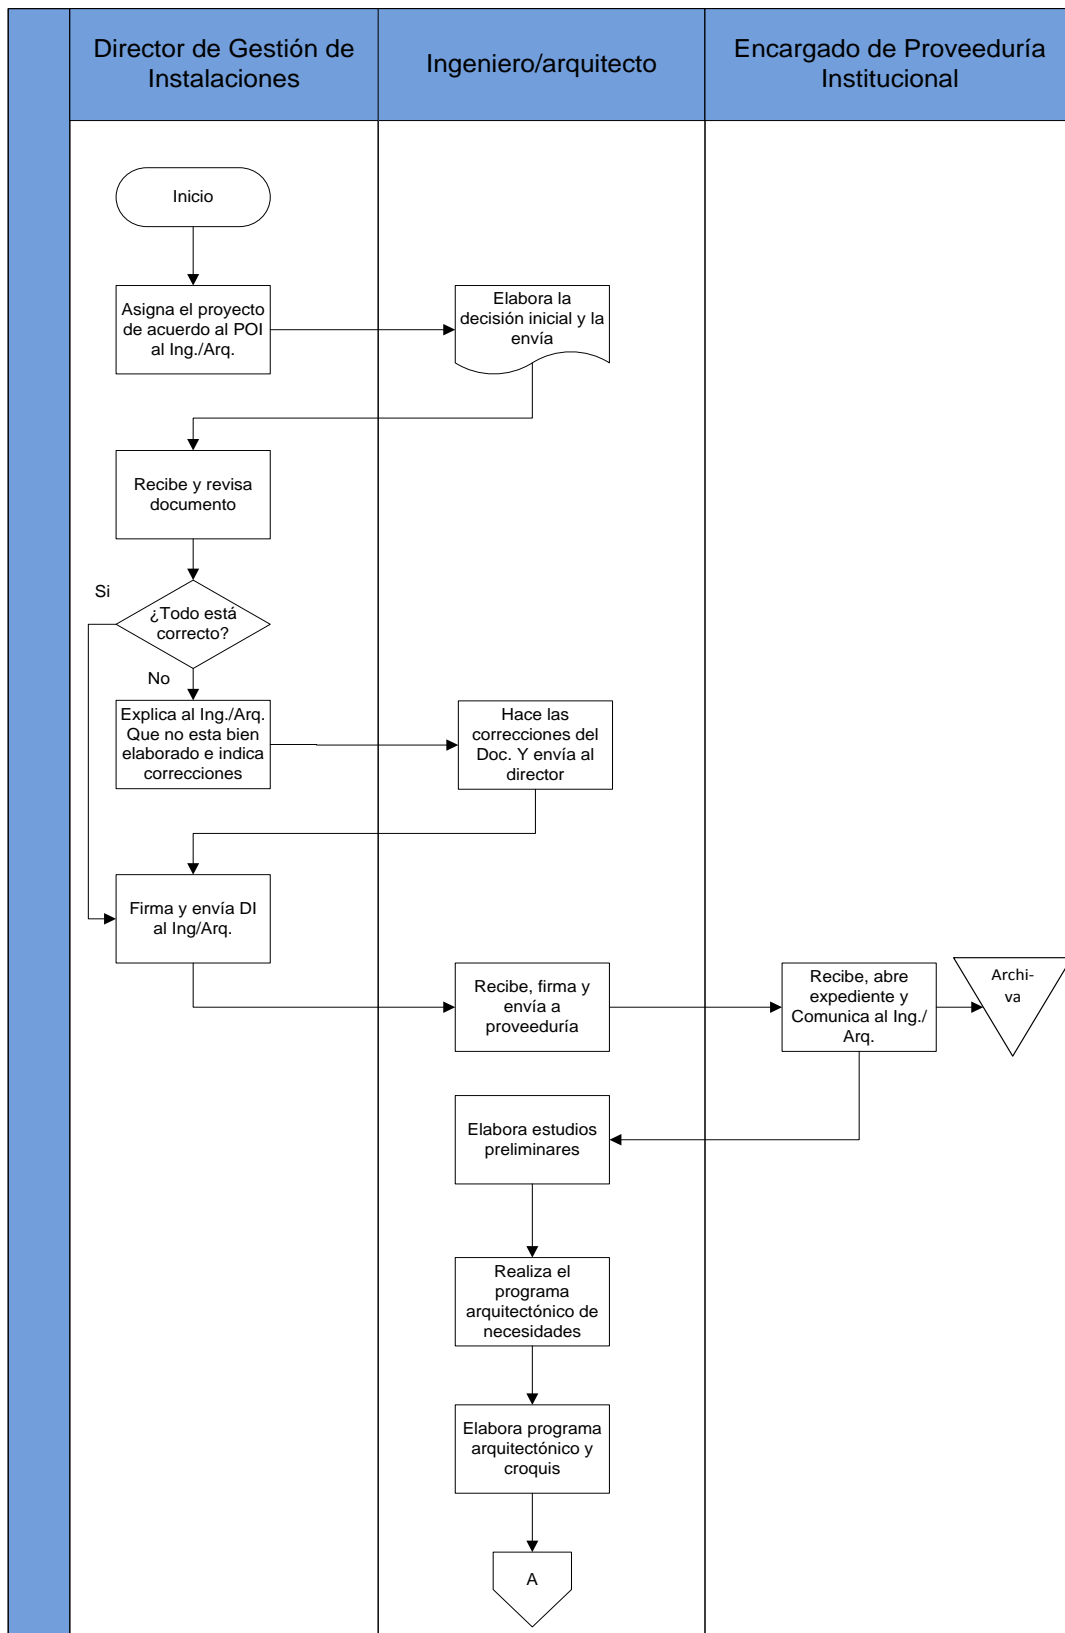 Director de Gestión de
Instalaciones
Ingeniero/arquitecto
Encargado de Proveeduría
Institucional
Inicio
Asigna el proyecto
de acuerdo al POI
al Ing./Arq.
Elabora la
decisión inicial y la
envía
Recibe y revisa
documento
Si
¿Todo está
correcto?
No
Explica al Ing./Arq.
Que no esta bien
elaborado e indica
correcciones
Hace las
correcciones del
Doc. Y envía al
director
Firma y envía DI
al Ing/Arq.
Recibe, firma y
envía a
proveeduría
Recibe, abre
expediente y
Comunica al Ing./
Arq.
Archi-
va
Elabora estudios
preliminares
Realiza el
programa
arquitectónico de
necesidades
Elabora programa
arquitectónico y
croquis
A